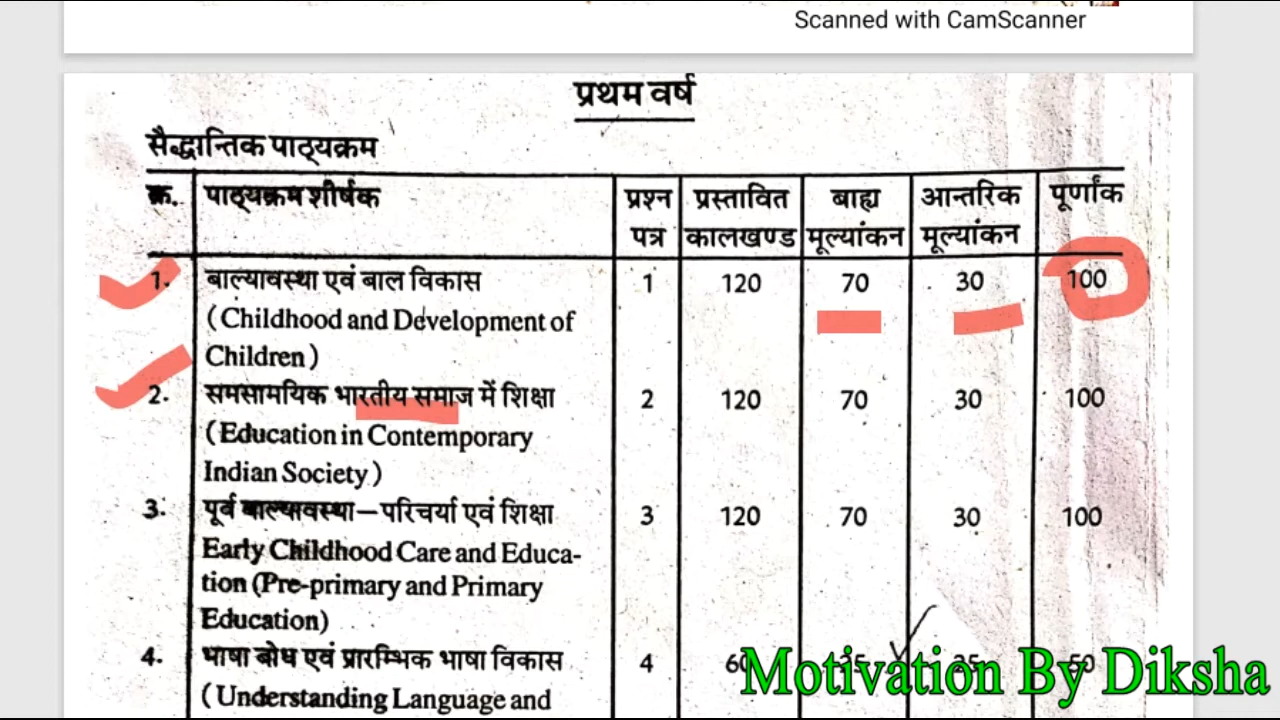 Scanned with CamScanner
प्रथम वर्ष
सैद्धान्तिक पाठ्यक्रम
क्र. पाठ्यक्रम शीर्षक प्रश्न प्रस्तावित बाह्य आन्तरिक पूर्णांक
पत्र कालखण्ड मूल्यांकन मूल्यांकन
1. बाल्यावस्था एवं बाल विकास 1 120 70 30 100
(Childhood and Development of
Children)
2. समसामयिक भारतीय समाज में शिक्षा 2 120 70 30 100
(Education in Contemporary
Indian Society)
3. पूर्व बाल्यावस्था–परिचर्या एवं शिक्षा 3 120 70 30 100
Early Childhood Care and Educa-
tion (Pre-primary and Primary
Education)
4. भाषा बोध एवं प्रारम्भिक भाषा विकास 4 50
(Understanding Language and
Motivation By Diksha